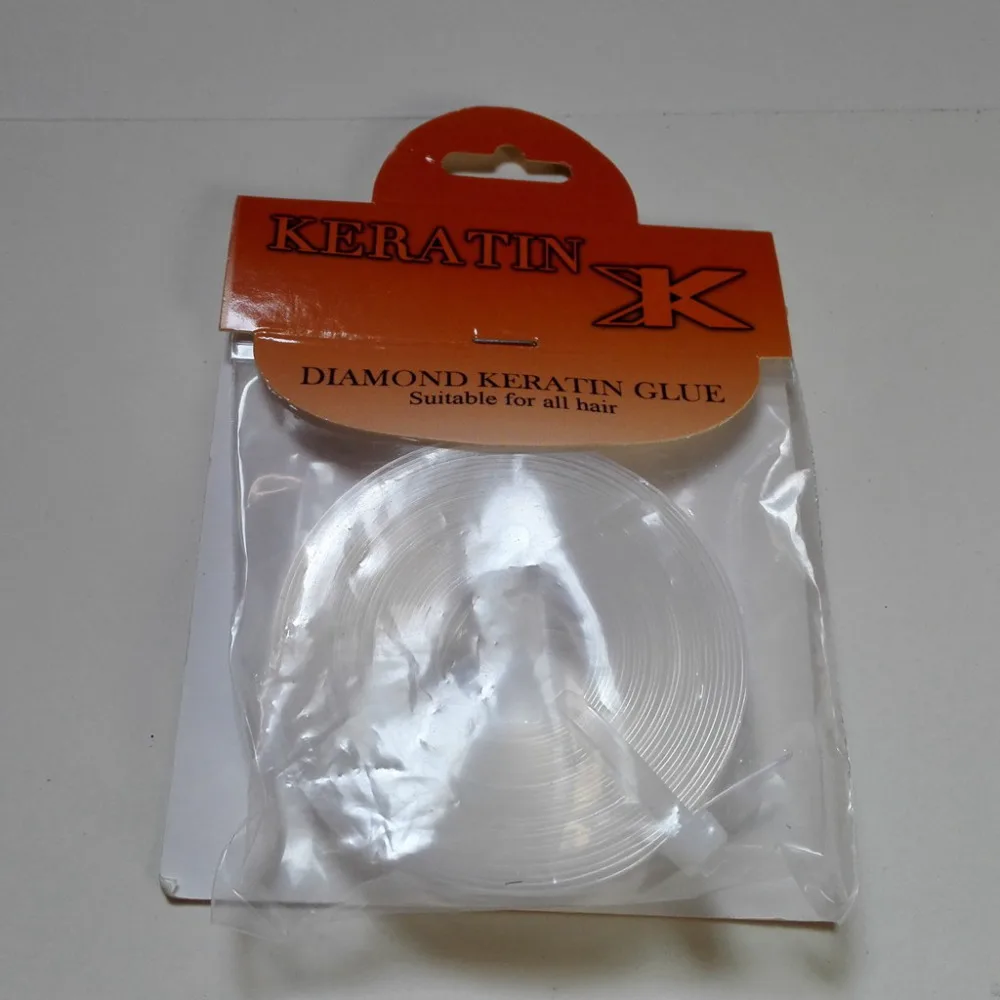 KERATIN
K
DIAMOND KERATIN GLUE
Suitable for all hair